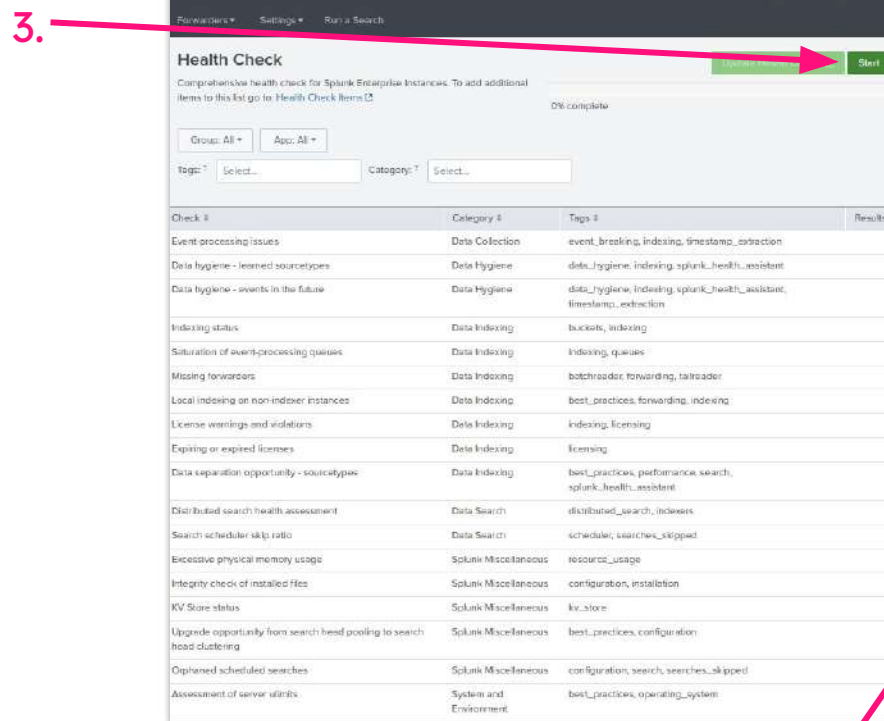 3.
Forwarders Settings Run a Search
Health Check
Start
Comprehensive health check for Splunk Enterprise Instances. To add additional
items to this list go to: Health Check Items
0% complete
Group: All App: All
Tags: ? Select... Category: ? Select...
Check Category Tags Results
Event-processing issues Data Collection event_breaking, indexing, timestamp_extraction
Data hygiene - learned sourcetypes Data Hygiene data_hygiene, indexing, splunk_health_assistant
Data hygiene - events in the future Data Hygiene data_hygiene, indexing, splunk_health_assistant,
timestamp_extraction
Indexing status Data Indexing buckets, indexing
Saturation of event-processing queues Data Indexing indexing, queues
Missing forwarders Data Indexing batchreader, forwarding, tailreader
Local indexing on non-indexer instances Data Indexing best_practices, forwarding, indexing
License warnings and violations Data Indexing indexing, licensing
Expiring or expired licenses Data Indexing licensing
Data separation opportunity - sourcetypes Data Indexing best_practices, performance, search,
splunk_health_assistant
Distributed search health assessment Data Search distributed_search, indexers
Search scheduler skip ratio Data Search scheduler, searches_skipped
Excessive physical memory usage Splunk Miscellaneous resource_usage
Integrity check of installed files Splunk Miscellaneous configuration, installation
KV Store status Splunk Miscellaneous kv_store
Upgrade opportunity from search head pooling to search Splunk Miscellaneous best_practices, configuration
head clustering
Orphaned scheduled searches Splunk Miscellaneous configuration, search, searches_skipped
Assessment of server ulimits System and best_practices, operating_system
Environment